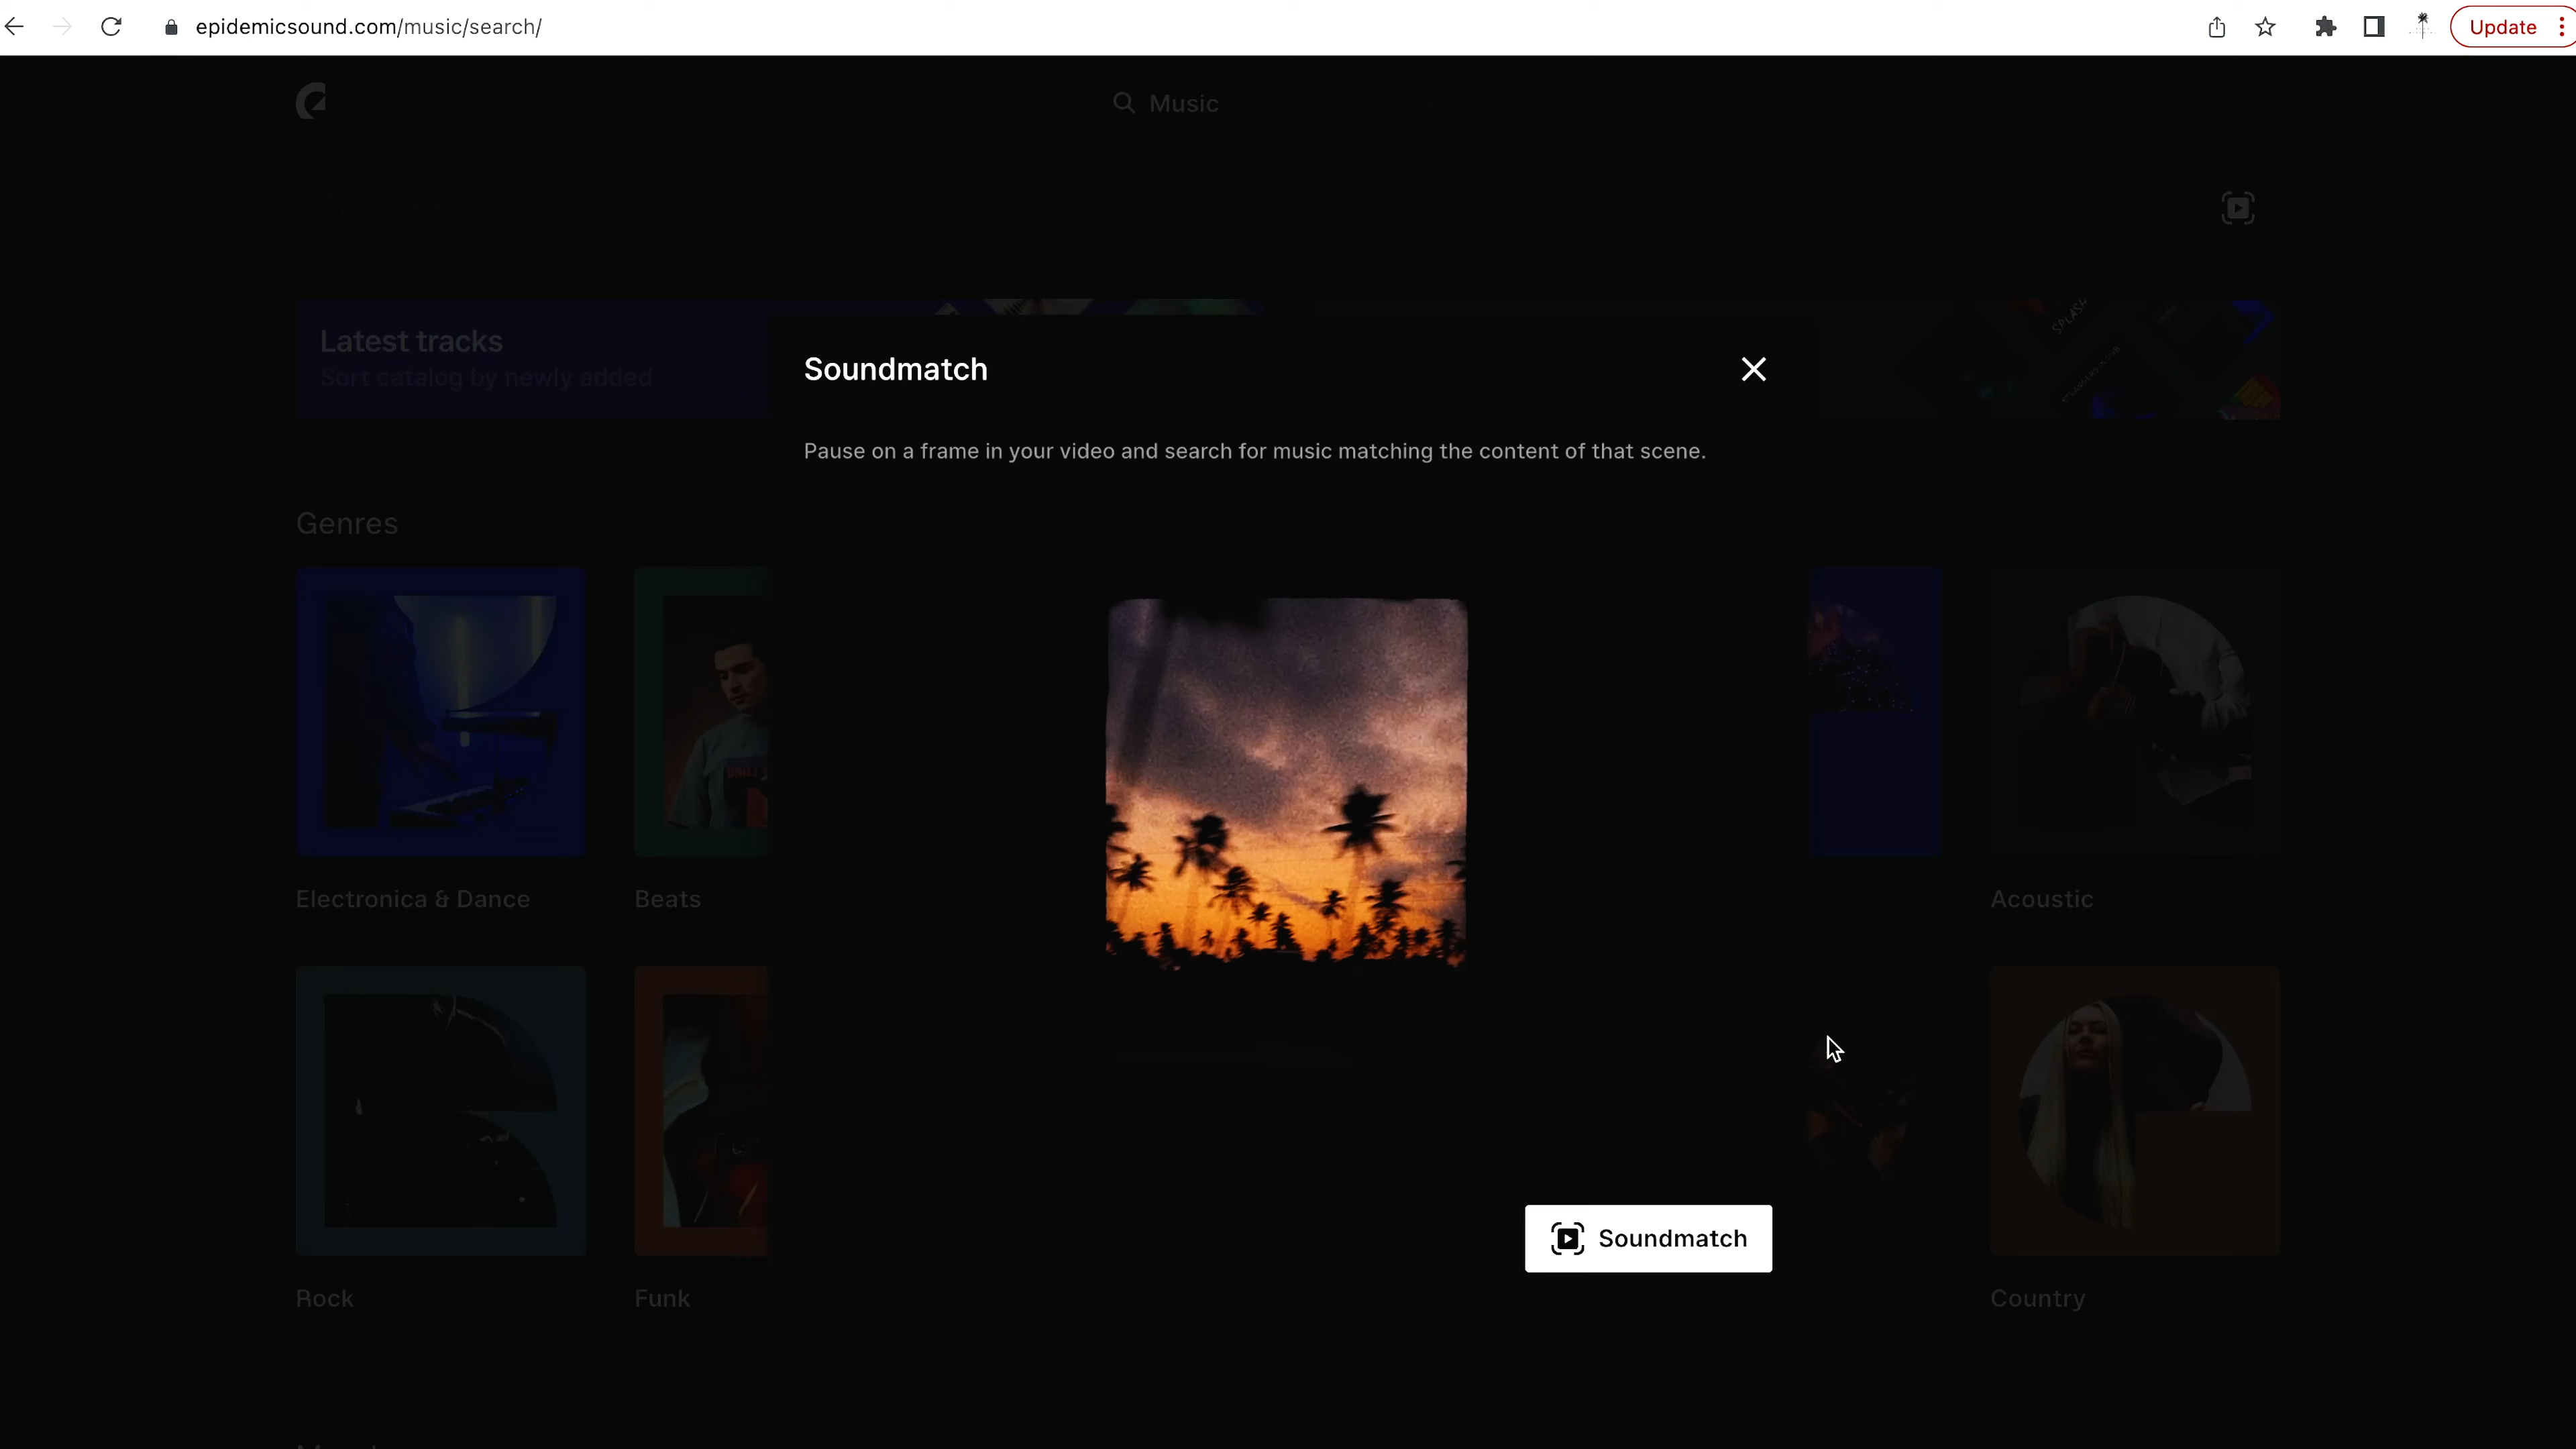 epidemicsound.com/music/search/
Update
Music
Latest tracks
Sort catalog by newly added
Soundmatch
Pause on a frame in your video and search for music matching the content of that scene.
Genres
Electronica & Dance
Beats
Acoustic
Soundmatch
Rock
Funk
Country